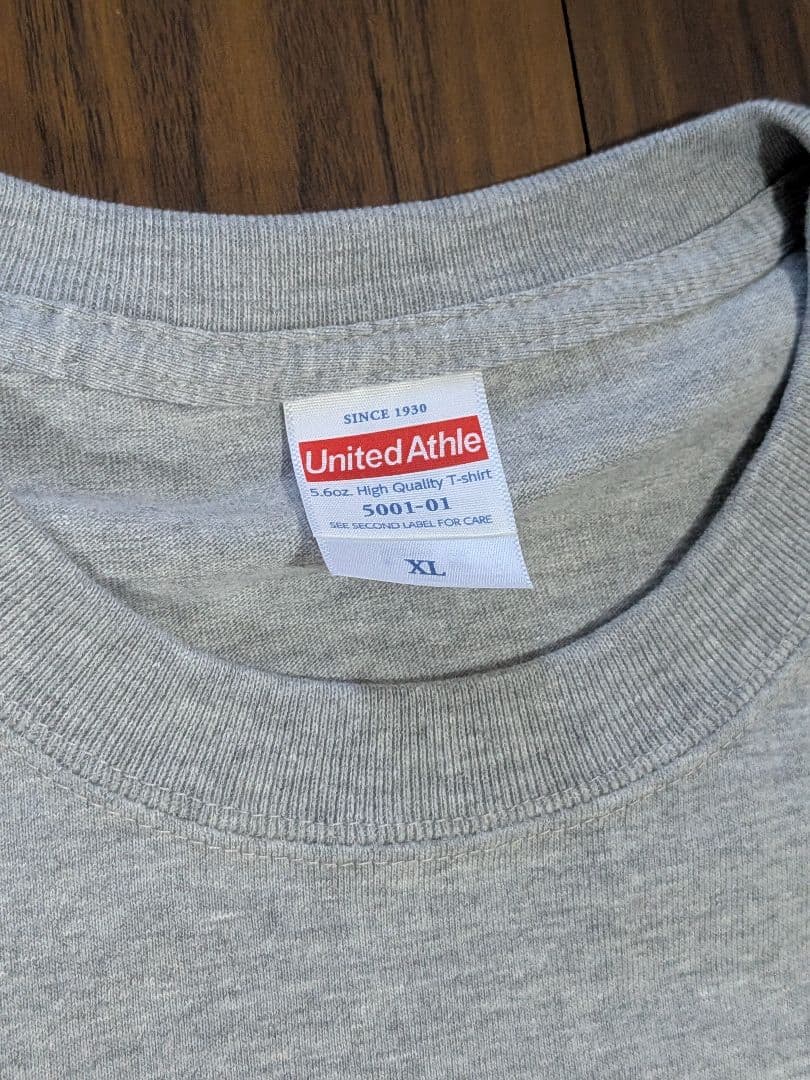 SINCE 1930
United Athle
5.6oz. High Quality T-shirt
5001-01
SEE SECOND LABEL FOR CARE
XL